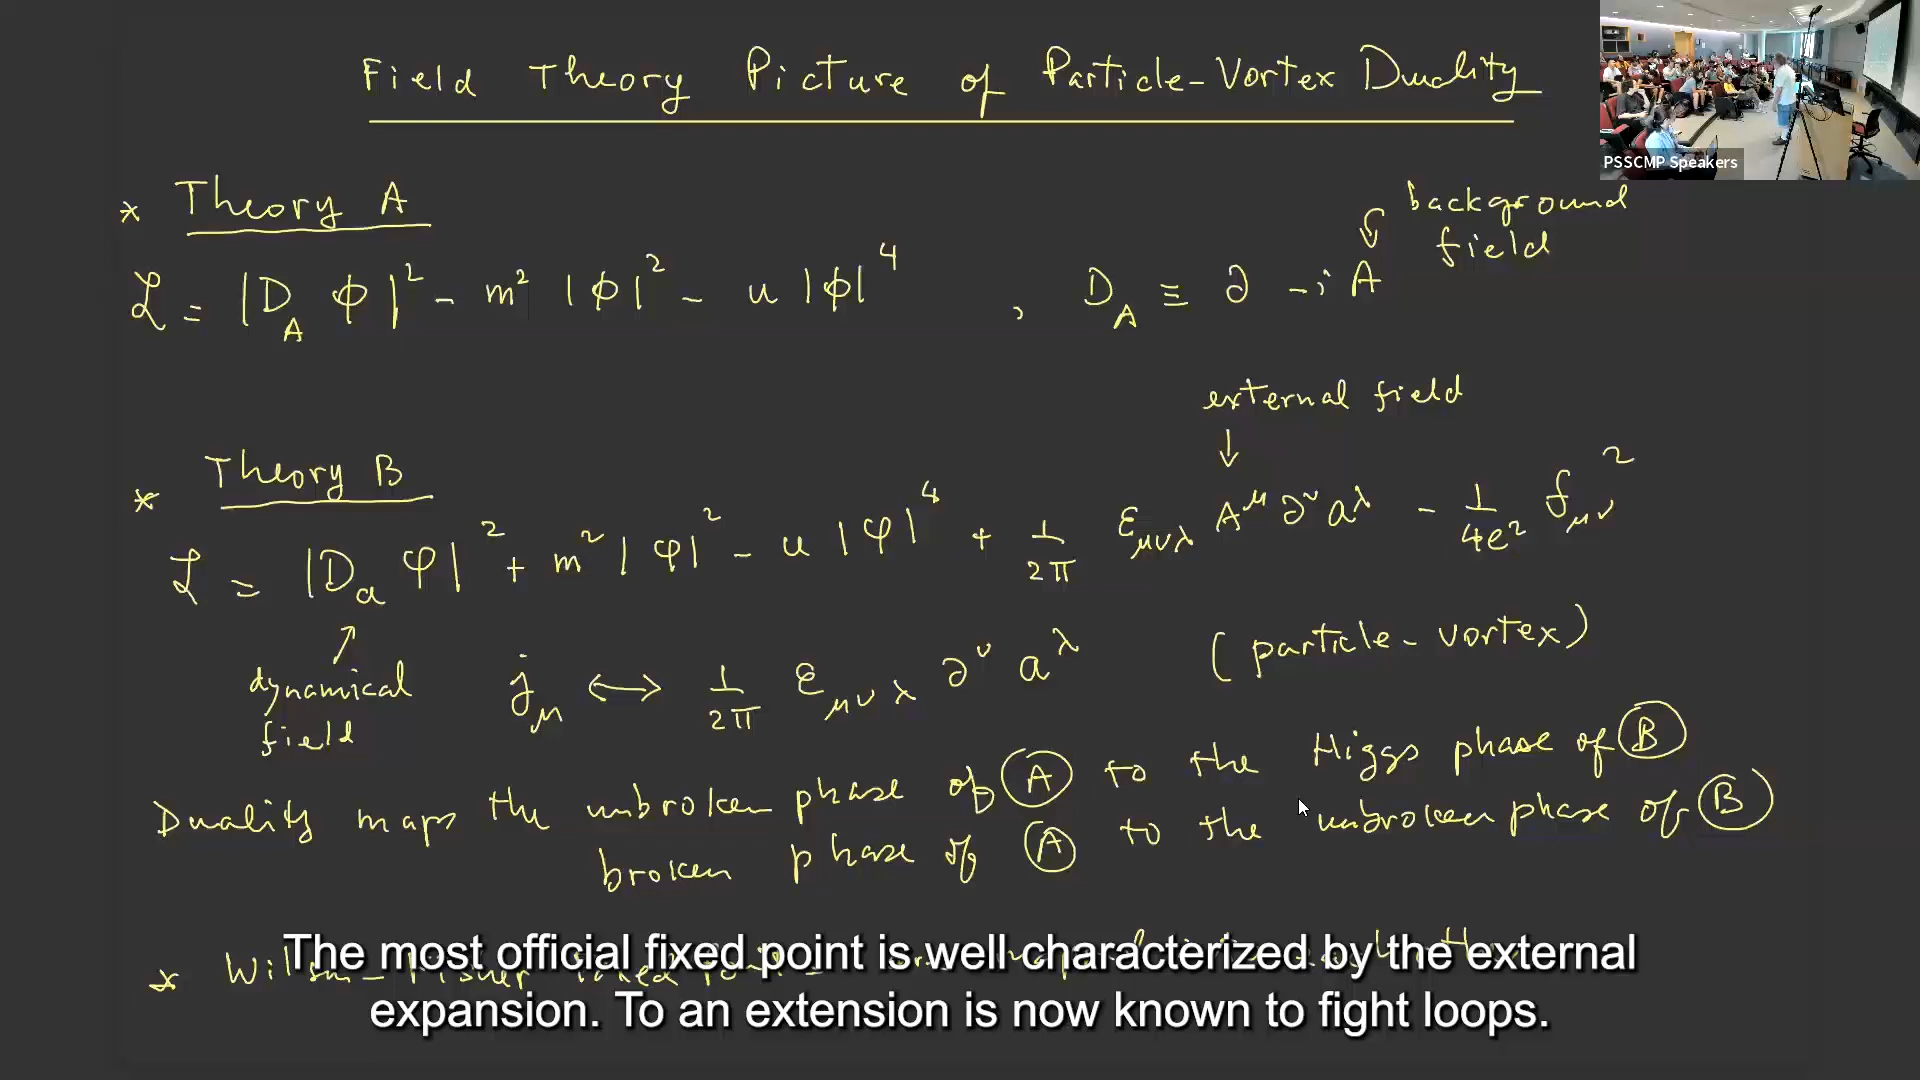 Field Theory Picture of Particle-Vortex Duality
PSSCMP Speakers
* Theory A
background
field
ℒ = |D_A ϕ|² - m² |ϕ|² - u |ϕ|⁴ , D_A ≡ ∂ - i A
external field
↓
* Theory B
ℒ = |D_a φ|² + m² |φ|² - u |φ|⁴ + 1/2π ε_μνλ A^μ ∂^ν a^λ - 1/4e² f_μν²
dynamical
field
j_μ ↔ 1/2π ε_μνλ ∂^ν a^λ (particle-vortex)
Duality maps the unbroken phase of Ⓐ to the Higgs phase of Ⓑ
broken phase of Ⓐ to the unbroken phase of Ⓑ
* Wilson-Fisher fixed point
The most official fixed point is well characterized by the external
expansion. To an extension is now known to fight loops.